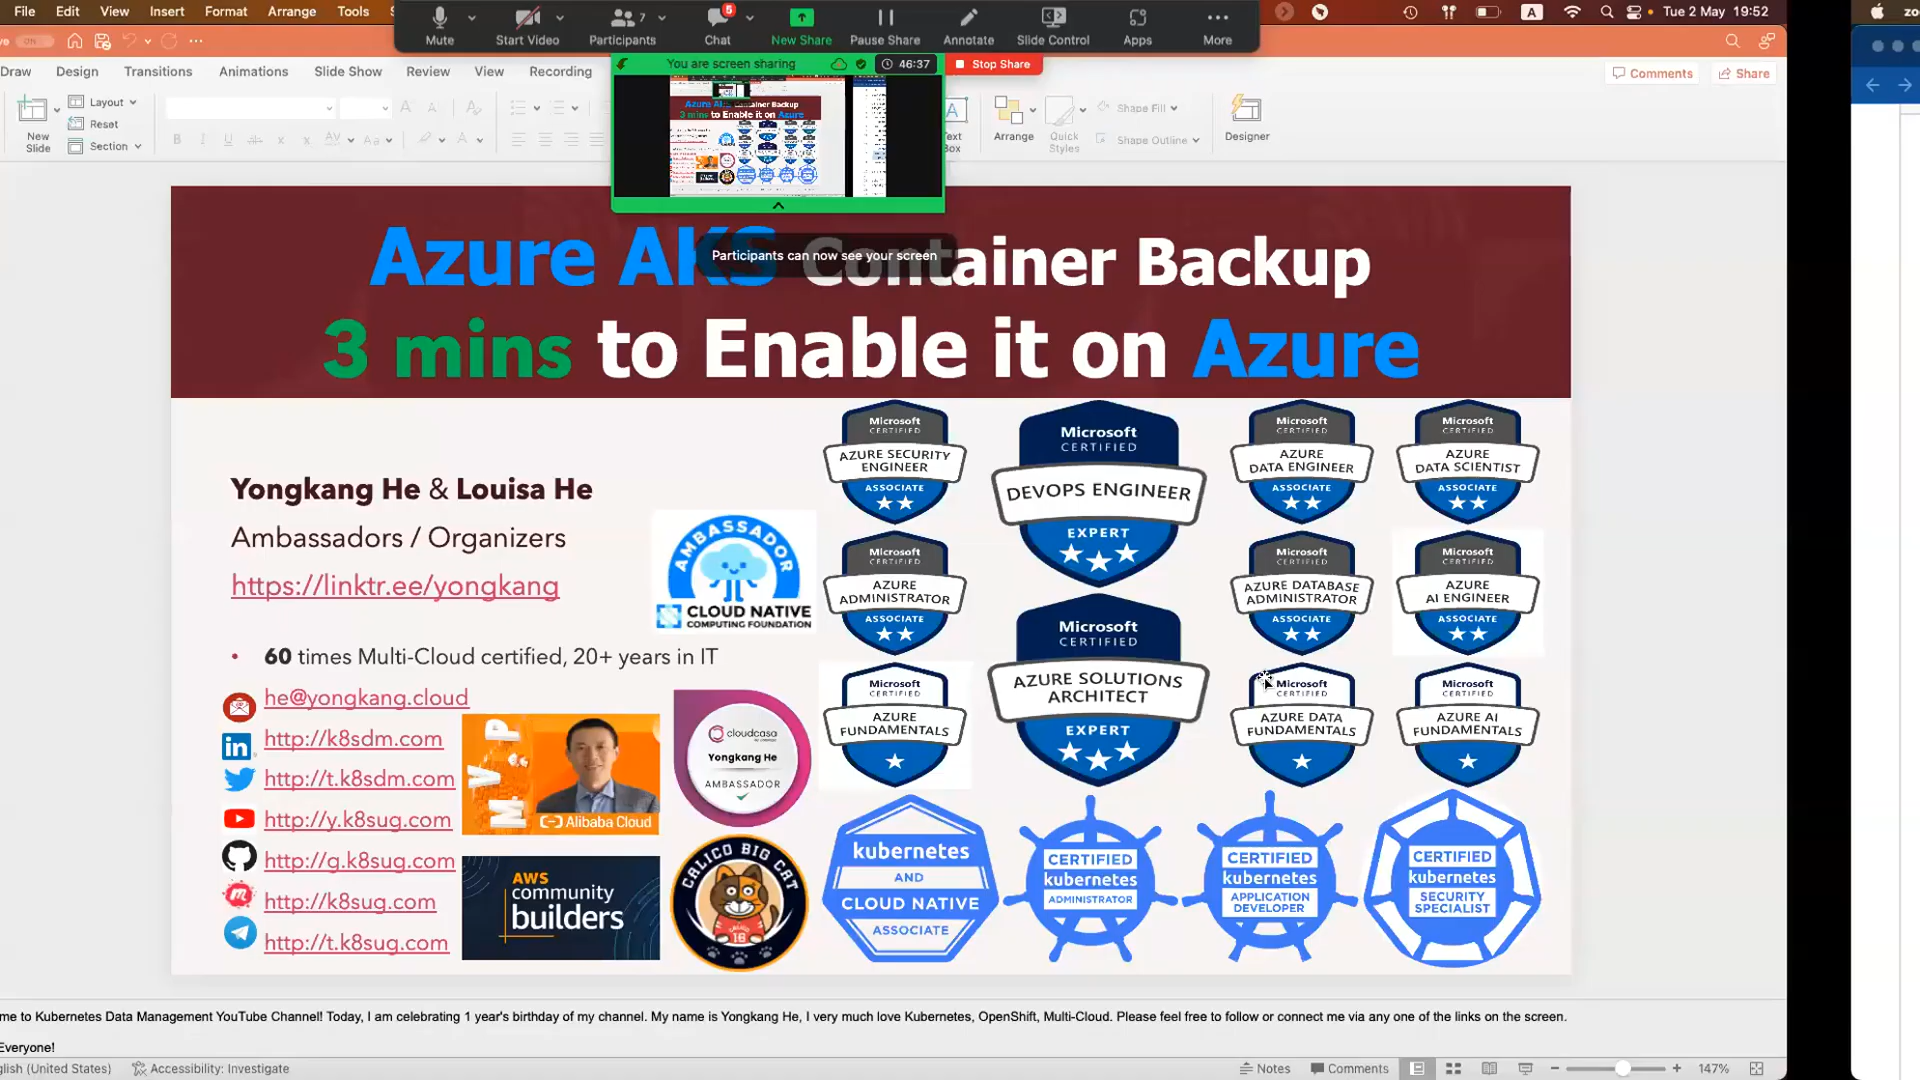 File Edit View Insert Format Arrange Tools
Tue 2 May 19:52
Mute Start Video Participants 7 Chat 5 New Share Pause Share Annotate Slide Control Apps More
You are screen sharing 46:37 Stop Share
Draw Design Transitions Animations Slide Show Review View Recording
Comments Share
New Slide
Layout
Reset
Section
Arrange
Quick Styles
Shape Fill
Shape Outline
Designer
Participants can now see your screen
Azure AKS Container Backup
3 mins to Enable it on Azure
Yongkang He & Louisa He
Ambassadors / Organizers
https://linktr.ee/yongkang
• 60 times Multi-Cloud certified, 20+ years in IT
he@yongkang.cloud
http://k8sdm.com
http://t.k8sdm.com
http://y.k8sug.com
http://g.k8sug.com
http://k8sug.com
http://t.k8sug.com
AMBASSADOR
CLOUD NATIVE
COMPUTING FOUNDATION
MVP
Alibaba Cloud
cloudcasa
Yongkang He
AMBASSADOR
AWS
community
builders
CALICO BIG CAT
Microsoft
CERTIFIED
AZURE SECURITY
ENGINEER
ASSOCIATE
Microsoft
CERTIFIED
DEVOPS ENGINEER
EXPERT
Microsoft
CERTIFIED
AZURE
DATA ENGINEER
ASSOCIATE
Microsoft
CERTIFIED
AZURE
DATA SCIENTIST
ASSOCIATE
Microsoft
CERTIFIED
AZURE
ADMINISTRATOR
ASSOCIATE
Microsoft
CERTIFIED
AZURE SOLUTIONS
ARCHITECT
EXPERT
Microsoft
CERTIFIED
AZURE DATABASE
ADMINISTRATOR
ASSOCIATE
Microsoft
CERTIFIED
AZURE
AI ENGINEER
ASSOCIATE
Microsoft
CERTIFIED
AZURE
FUNDAMENTALS
Microsoft
CERTIFIED
AZURE DATA
FUNDAMENTALS
Microsoft
CERTIFIED
AZURE AI
FUNDAMENTALS
kubernetes
AND
CLOUD NATIVE
ASSOCIATE
CERTIFIED
kubernetes
ADMINISTRATOR
CERTIFIED
kubernetes
APPLICATION
DEVELOPER
CERTIFIED
kubernetes
SECURITY
SPECIALIST
me to Kubernetes Data Management YouTube Channel! Today, I am celebrating 1 year's birthday of my channel. My name is Yongkang He, I very much love Kubernetes, OpenShift, Multi-Cloud. Please feel free to follow or connect me via any one of the links on the screen.
Everyone!
glish (United States) Accessibility: Investigate Notes Comments 147%